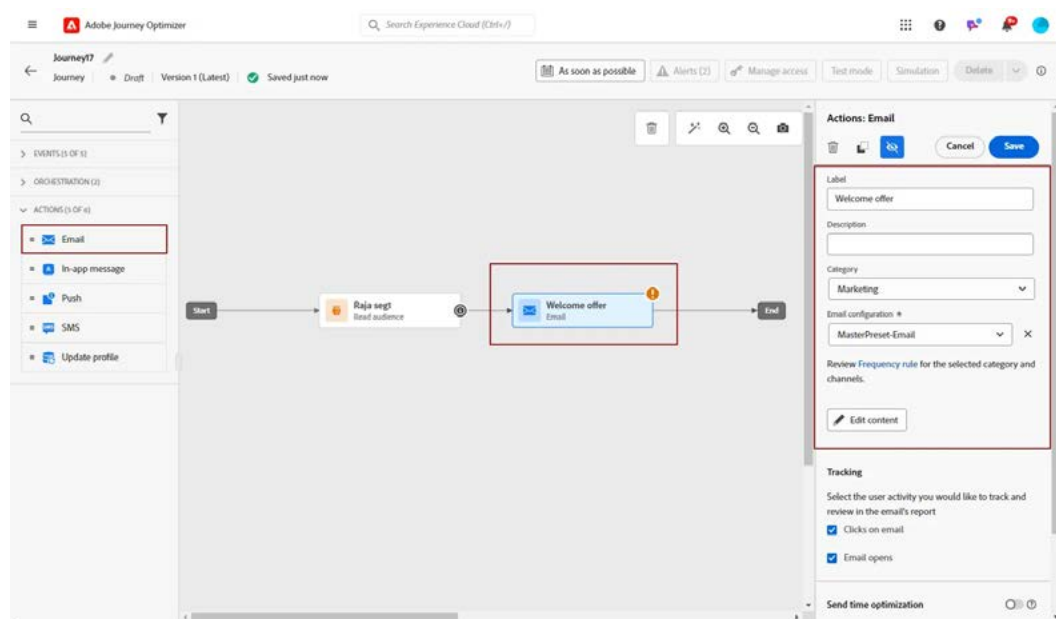 Adobe Journey Optimizer
Search Experience Cloud (Ctrl+/)
Journey17
Journey Draft Version 1 (Latest) Saved just now
As soon as possible Alerts (2) Manage access Test mode Simulation Delete
EVENTS (5 OF 5)
ORCHESTRATION (2)
ACTIONS (5 OF 6)
Email
In-app message
Push
SMS
Update profile
Start
Raja segt
Read audience
Welcome offer
Email
End
Actions: Email
Cancel Save
Label
Welcome offer
Description
Category
Marketing
Email configuration *
MasterPreset-Email
Review Frequency rule for the selected category and
channels.
Edit content
Tracking
Select the user activity you would like to track and
review in the email's report
Clicks on email
Email opens
Send time optimization